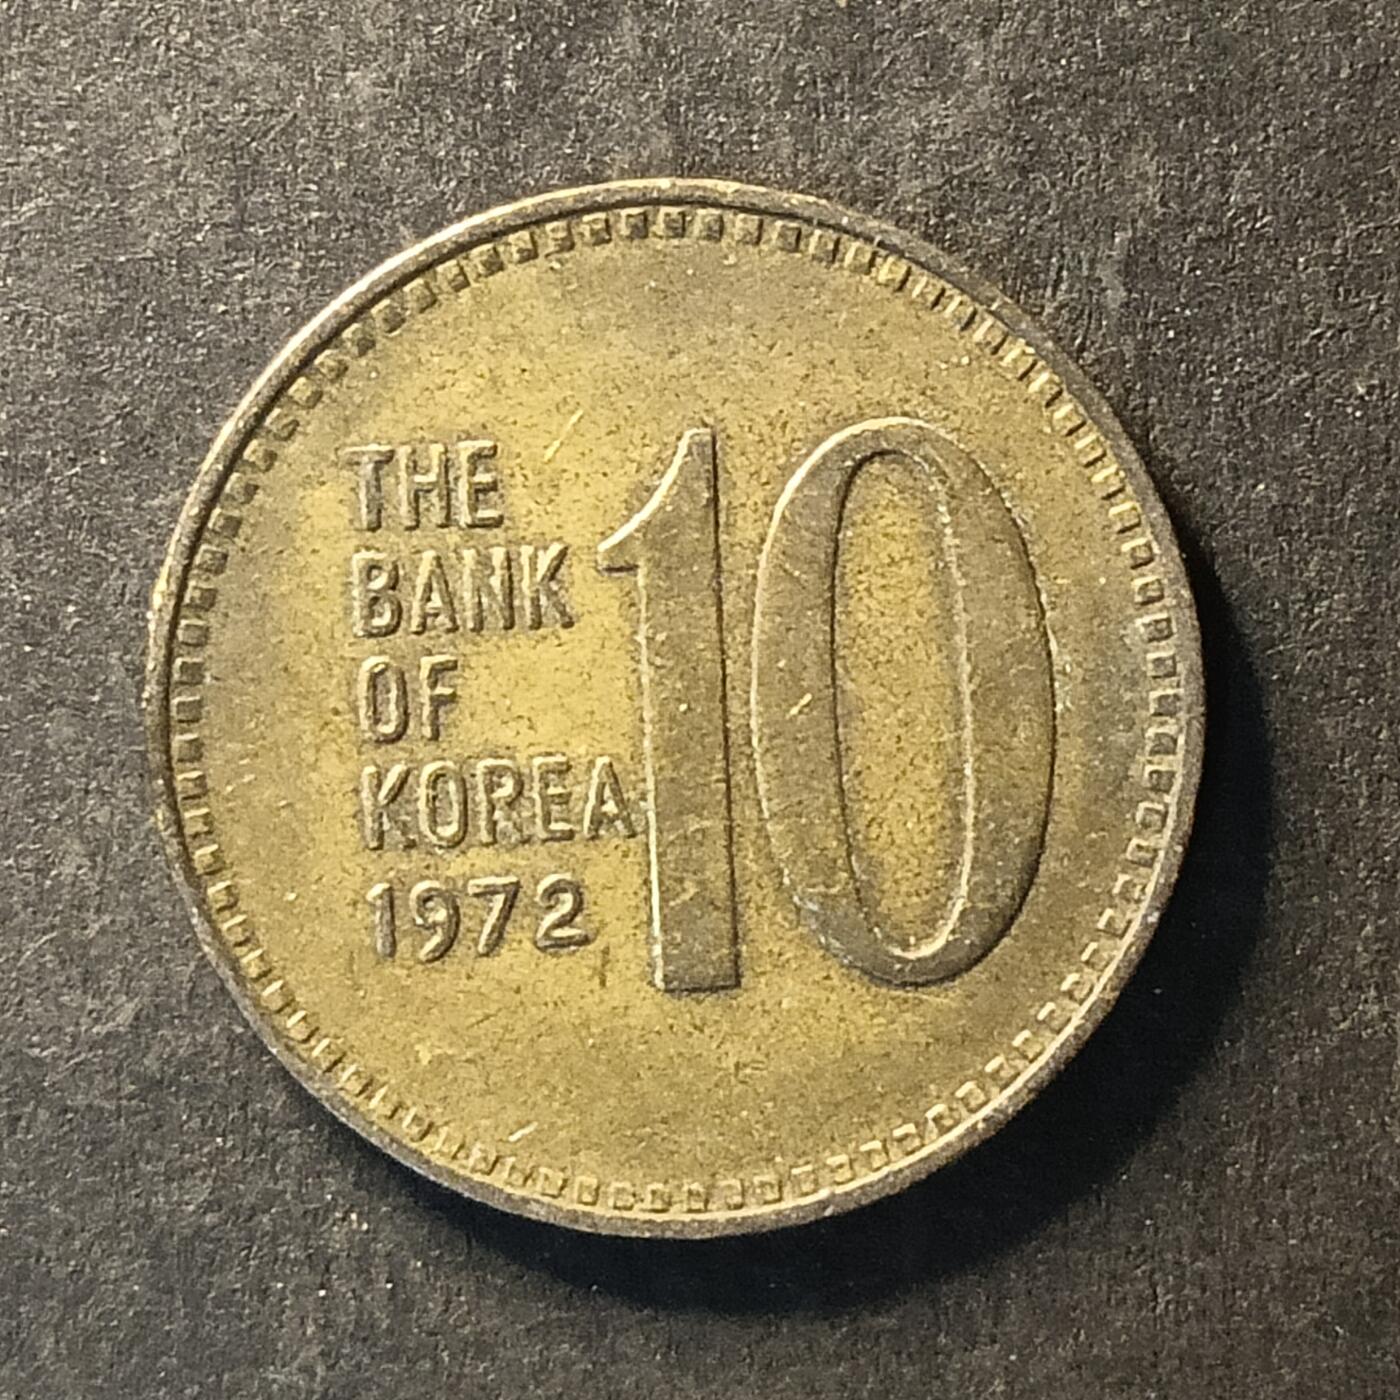 THE
BANK
OF
KOREA
1972
10